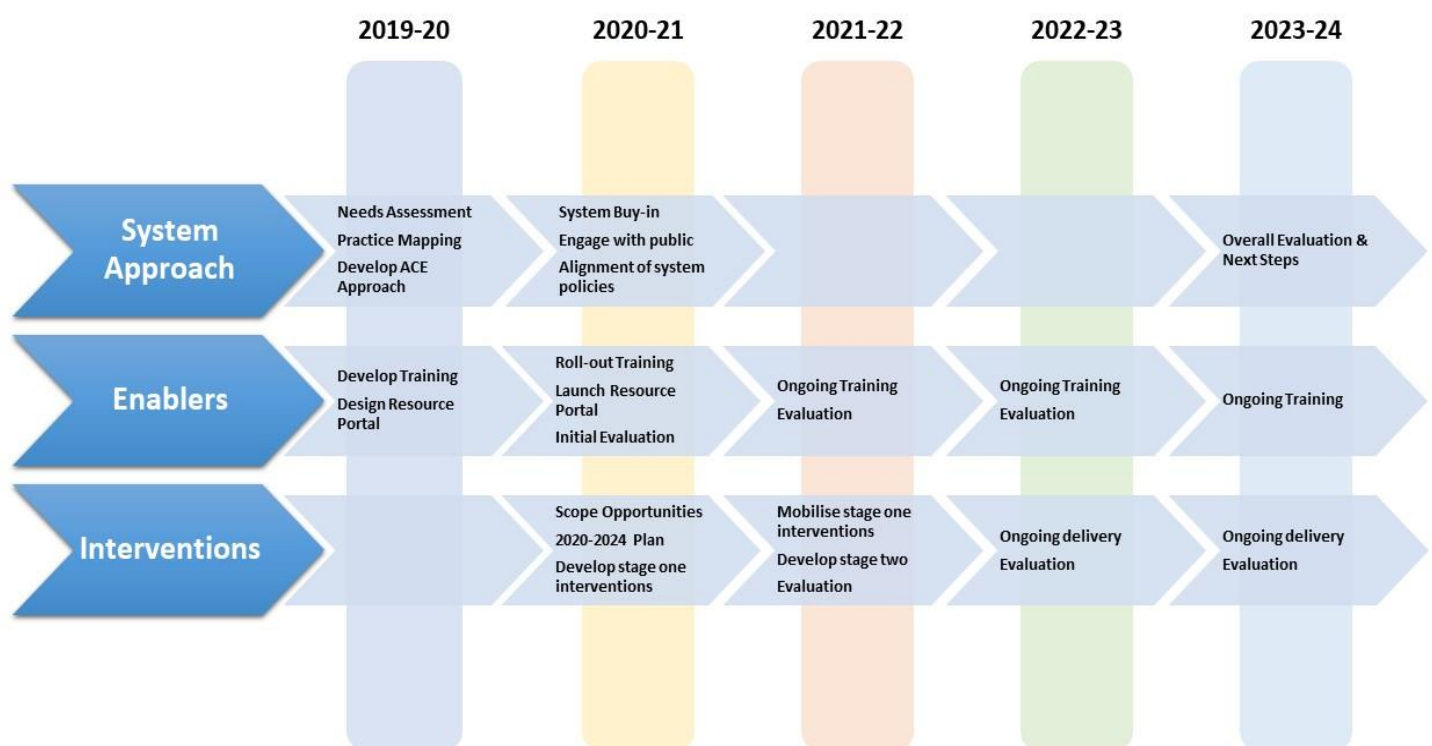 2019-20
2020-21
2021-22
2022-23
2023-24
System
Approach
Needs Assessment
Practice Mapping
Develop ACE
Approach
System Buy-in
Engage with public
Alignment of system
policies
Overall Evaluation &
Next Steps
Enablers
Develop Training
Design Resource
Portal
Roll-out Training
Launch Resource
Portal
Initial Evaluation
Ongoing Training
Evaluation
Ongoing Training
Evaluation
Ongoing Training
Interventions
Scope Opportunities
2020-2024 Plan
Develop stage one
interventions
Mobilise stage one
interventions
Develop stage two
Evaluation
Ongoing delivery
Evaluation
Ongoing delivery
Evaluation